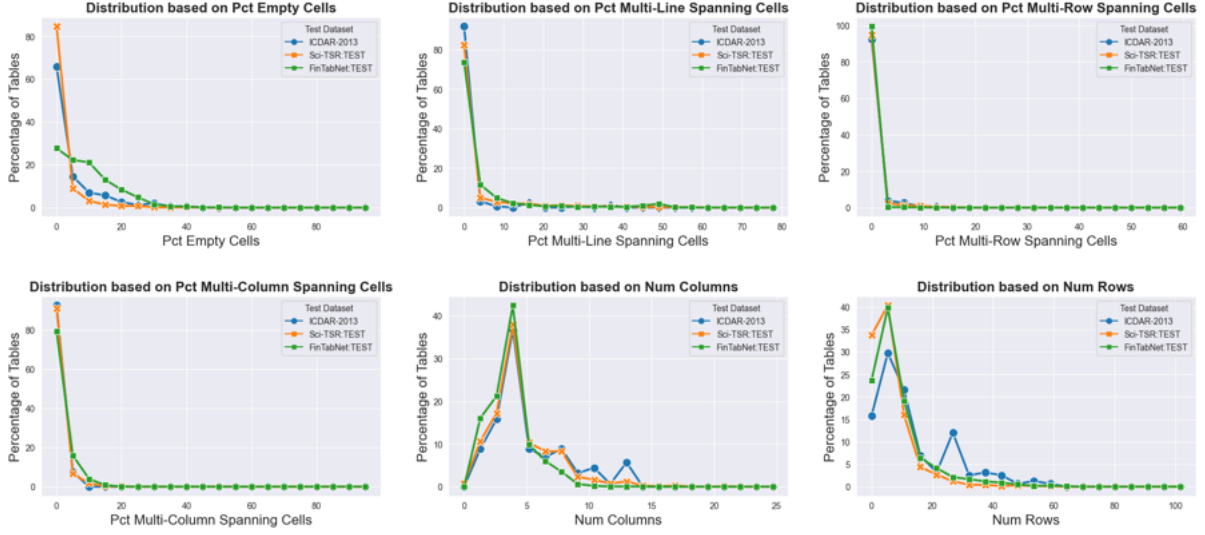 Distribution based on Pct Empty Cells
Percentage of Tables
80
60
40
20
0
Test Dataset
ICDAR-2013
Sci-TSR:TEST
FinTabNet:TEST
0 20 40 60 80
Pct Empty Cells
Distribution based on Pct Multi-Line Spanning Cells
Percentage of Tables
80
60
40
20
0
Test Dataset
ICDAR-2013
Sci-TSR:TEST
FinTabNet:TEST
0 10 20 30 40 50 60 70 80
Pct Multi-Line Spanning Cells
Distribution based on Pct Multi-Row Spanning Cells
Percentage of Tables
100
80
60
40
20
0
Test Dataset
ICDAR-2013
Sci-TSR:TEST
FinTabNet:TEST
0 10 20 30 40 50 60
Pct Multi-Row Spanning Cells
Distribution based on Pct Multi-Column Spanning Cells
Percentage of Tables
80
60
40
20
0
Test Dataset
ICDAR-2013
Sci-TSR:TEST
FinTabNet:TEST
0 20 40 60 80
Pct Multi-Column Spanning Cells
Distribution based on Num Columns
Percentage of Tables
40
30
20
10
0
Test Dataset
ICDAR-2013
Sci-TSR:TEST
FinTabNet:TEST
0 5 10 15 20 25
Num Columns
Distribution based on Num Rows
Percentage of Tables
40
35
30
25
20
15
10
5
0
Test Dataset
ICDAR-2013
Sci-TSR:TEST
FinTabNet:TEST
0 20 40 60 80 100
Num Rows